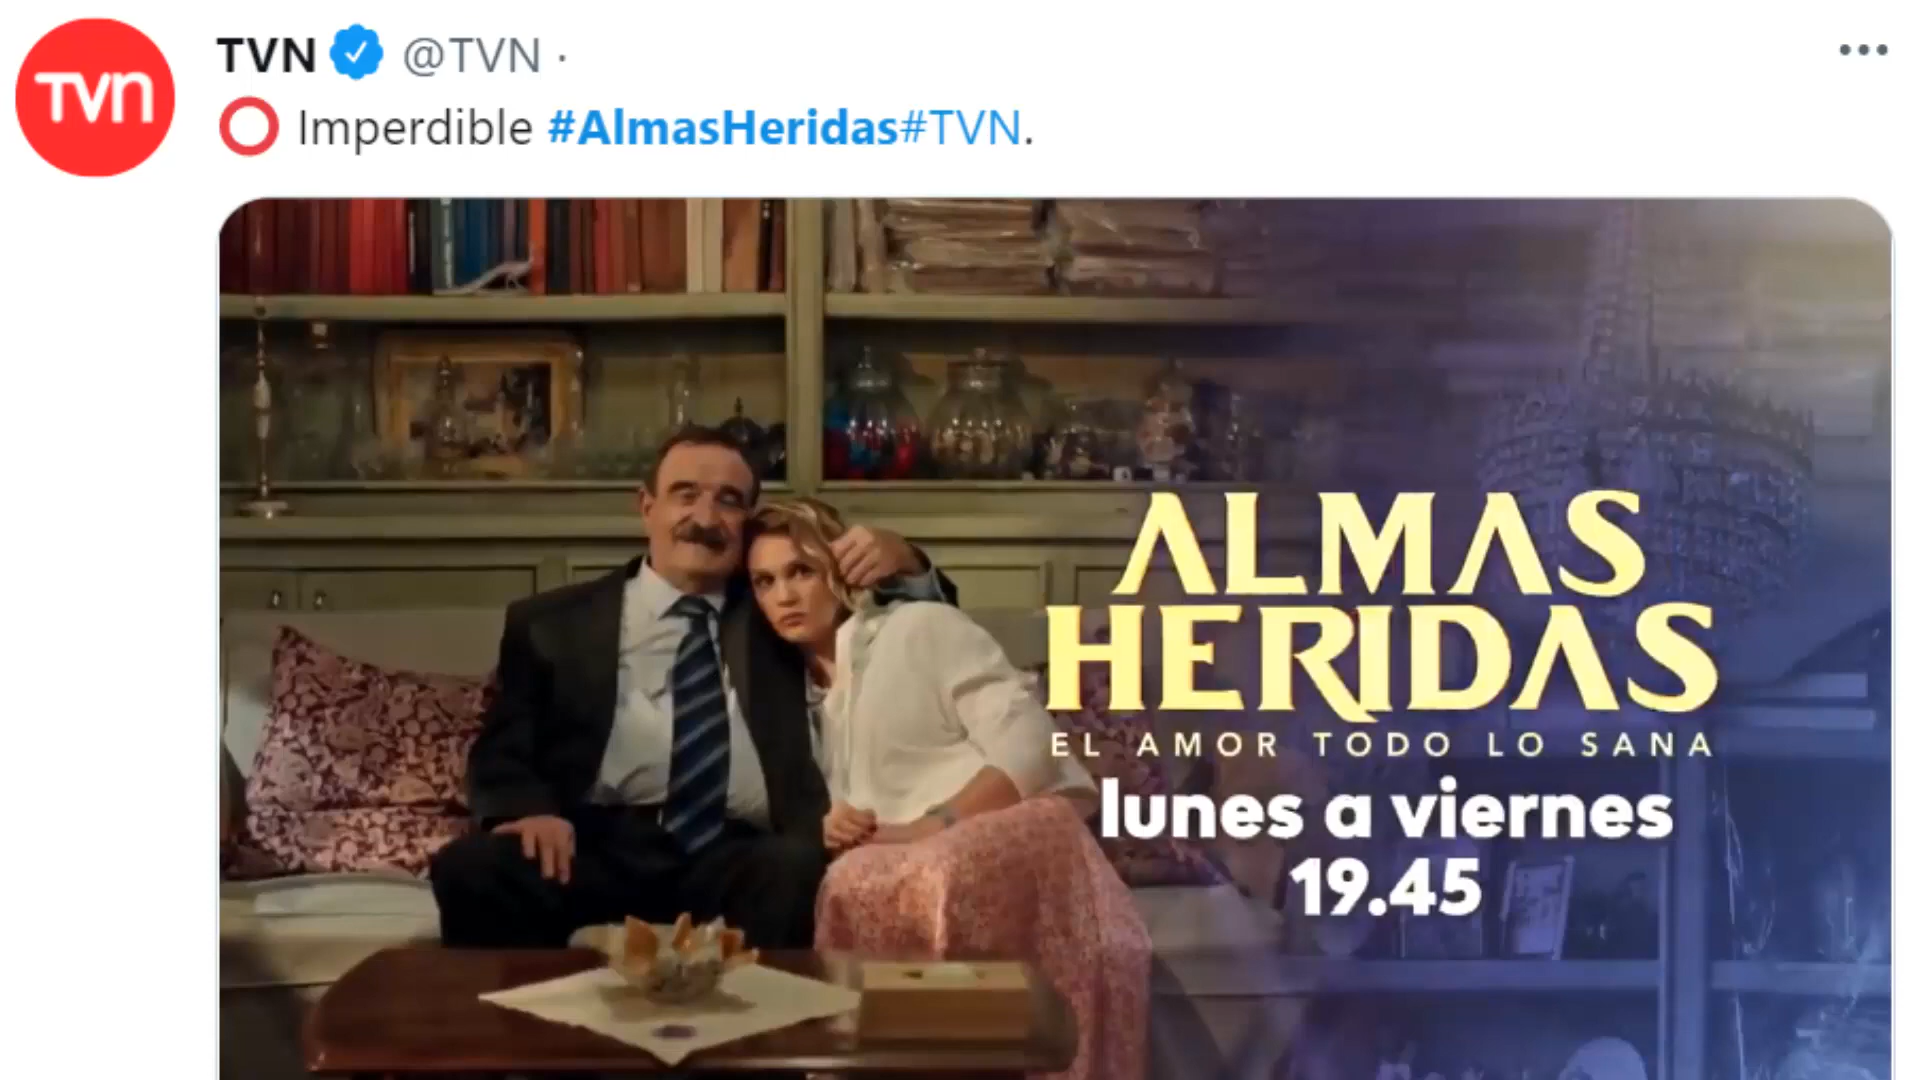 TVN
TVN @TVN ·
⭕ Imperdible #AlmasHeridas#TVN.
ALMAS
HERIDAS
EL AMOR TODO LO SANA
lunes a viernes
19.45